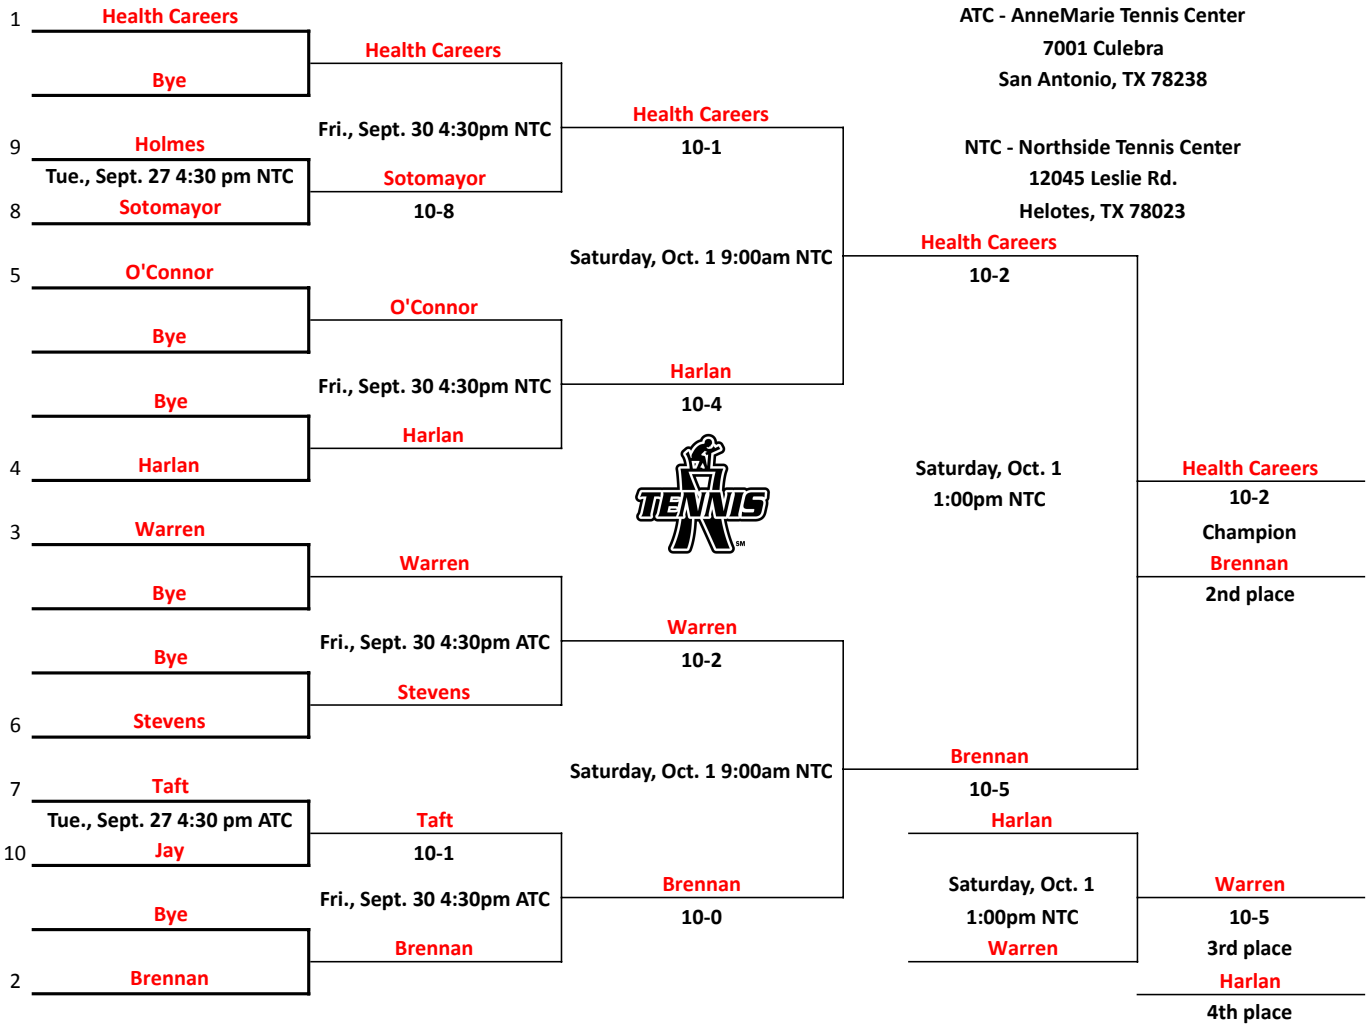 1
Health Careers
Bye
9
Holmes
Tue., Sept. 27 4:30 pm NTC
8
Sotomayor
5
O'Connor
Bye
Bye
4
Harlan
3
Warren
Bye
Bye
6
Stevens
7
Taft
Tue., Sept. 27 4:30 pm ATC
10
Jay
Bye
2
Brennan
Health Careers
Fri., Sept. 30 4:30pm NTC
Sotomayor
10-8
O'Connor
Fri., Sept. 30 4:30pm NTC
Harlan
Warren
Fri., Sept. 30 4:30pm ATC
Stevens
Taft
10-1
Fri., Sept. 30 4:30pm ATC
Brennan
Health Careers
10-1
Saturday, Oct. 1 9:00am NTC
Harlan
10-4
TENNIS
SM
Warren
10-2
Saturday, Oct. 1 9:00am NTC
Brennan
10-0
ATC - AnneMarie Tennis Center
7001 Culebra
San Antonio, TX 78238
NTC - Northside Tennis Center
12045 Leslie Rd.
Helotes, TX 78023
Health Careers
10-2
Saturday, Oct. 1
1:00pm NTC
Brennan
10-5
Harlan
Saturday, Oct. 1
1:00pm NTC
Warren
Health Careers
10-2
Champion
Brennan
2nd place
Warren
10-5
3rd place
Harlan
4th place